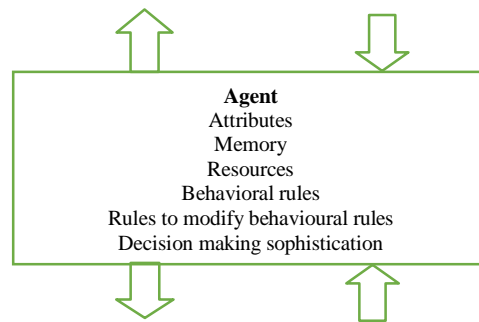 Agent
Attributes
Memory
Resources
Behavioral rules
Rules to modify behavioural rules
Decision making sophistication